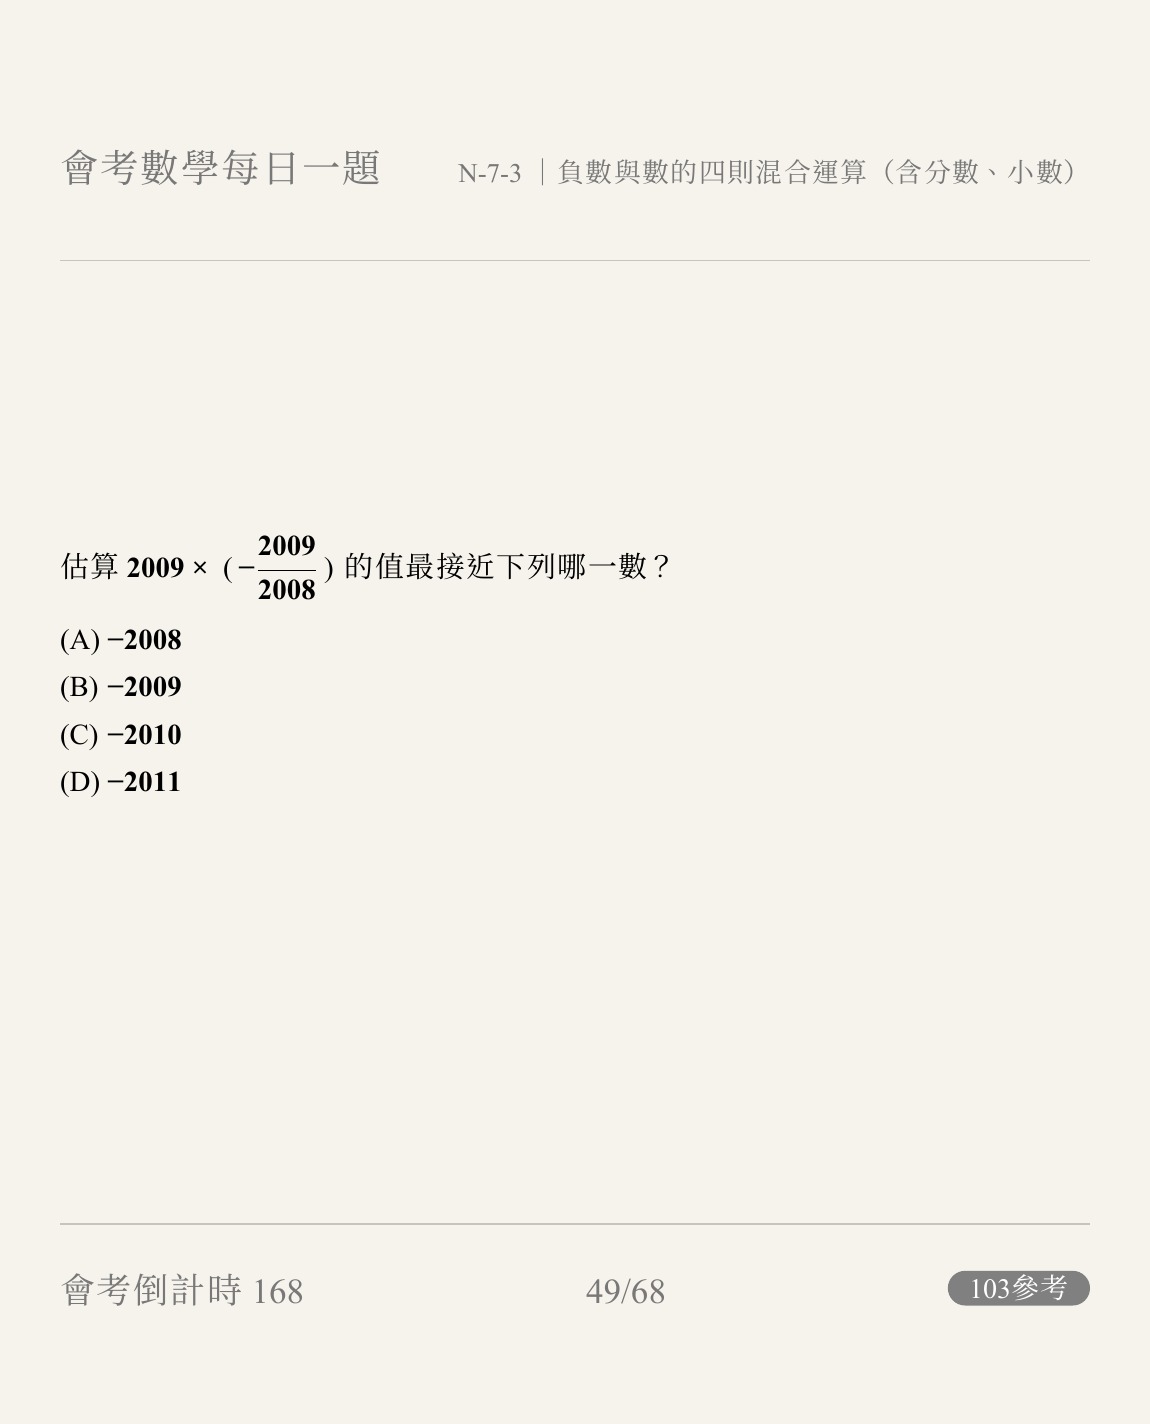 會考數學每日一題 N-7-3｜負數與數的四則混合運算（含分數、小數）
估算 2009 × (−2009/2008) 的值最接近下列哪一數？
(A) −2008
(B) −2009
(C) −2010
(D) −2011
會考倒計時 168 49/68 103參考